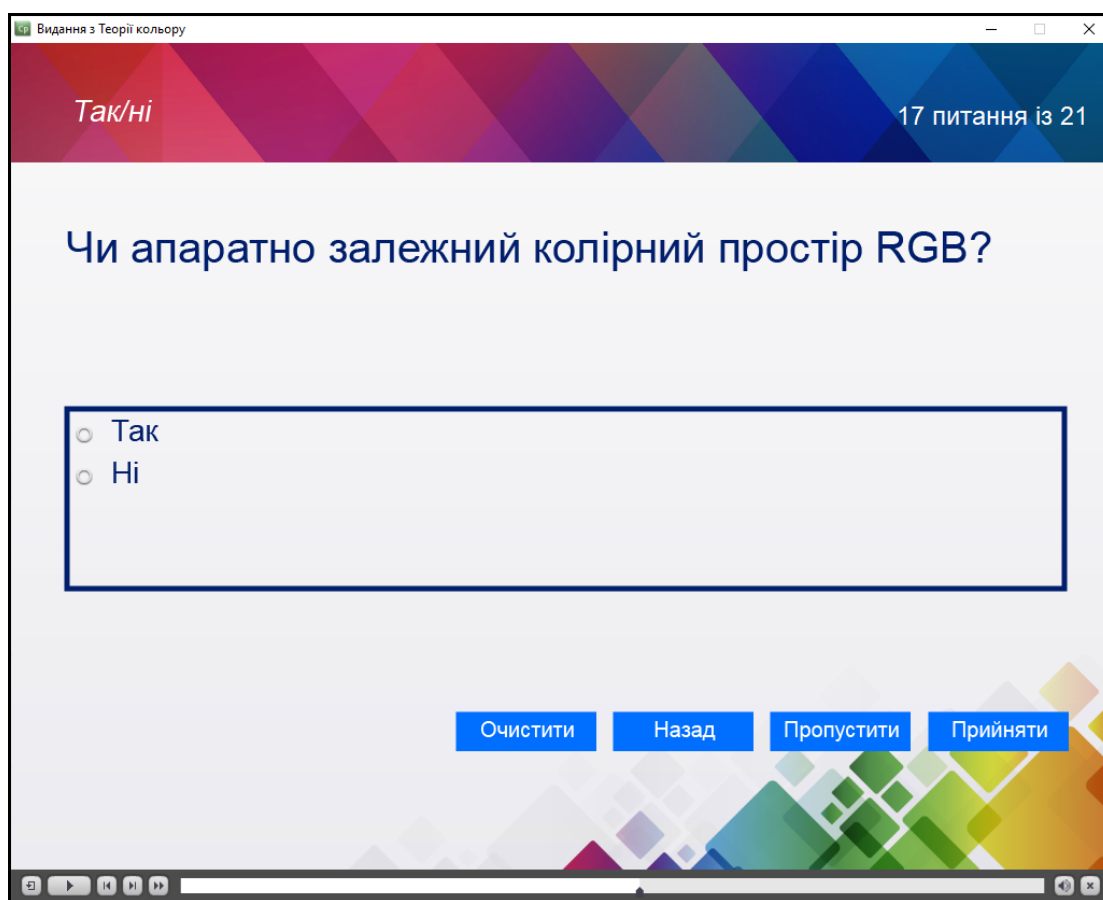 Cp Видання з Теорії кольору
Так/ні
17 питання із 21
Чи апаратно залежний колірний простір RGB?
Так
Ні
Очистити Назад Пропустити Прийняти